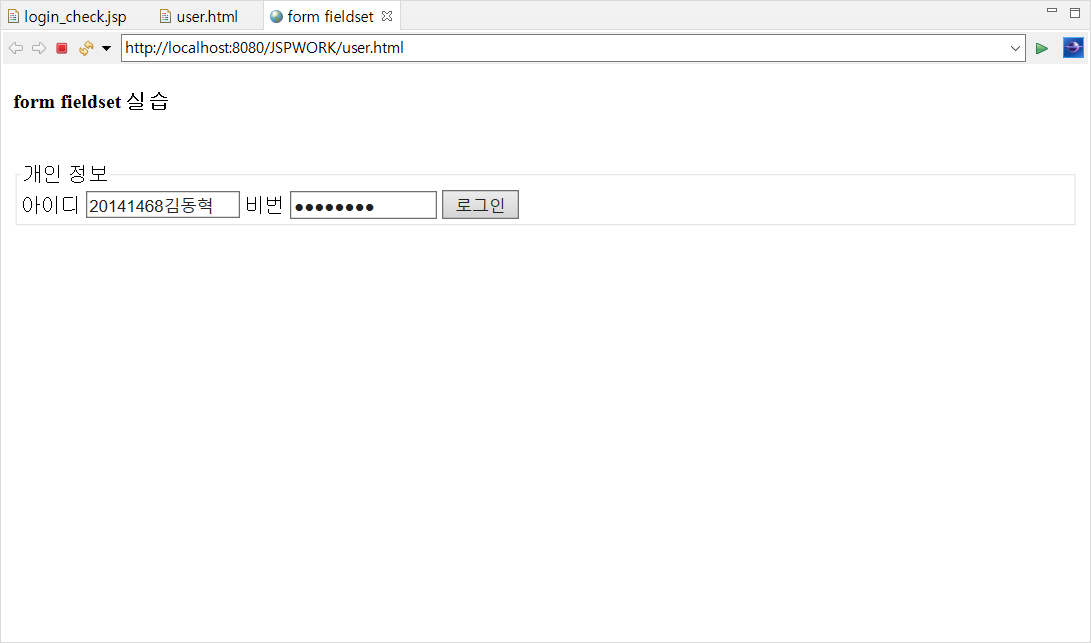 login_check.jsp user.html form fieldset
http://localhost:8080/JSPWORK/user.html
form fieldset 실습
개인 정보
아이디 20141468김동혁 비번 ●●●●●●●● 로그인